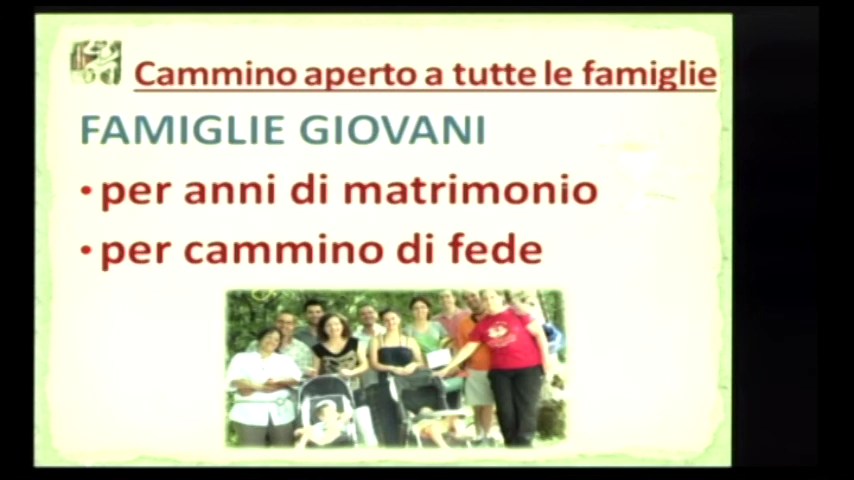 Cammino aperto a tutte le famiglie
FAMIGLIE GIOVANI
• per anni di matrimonio
• per cammino di fede